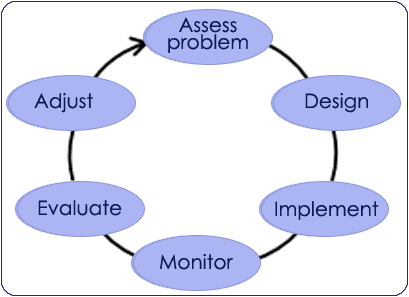 Assess
problem
Design
Implement
Monitor
Evaluate
Adjust